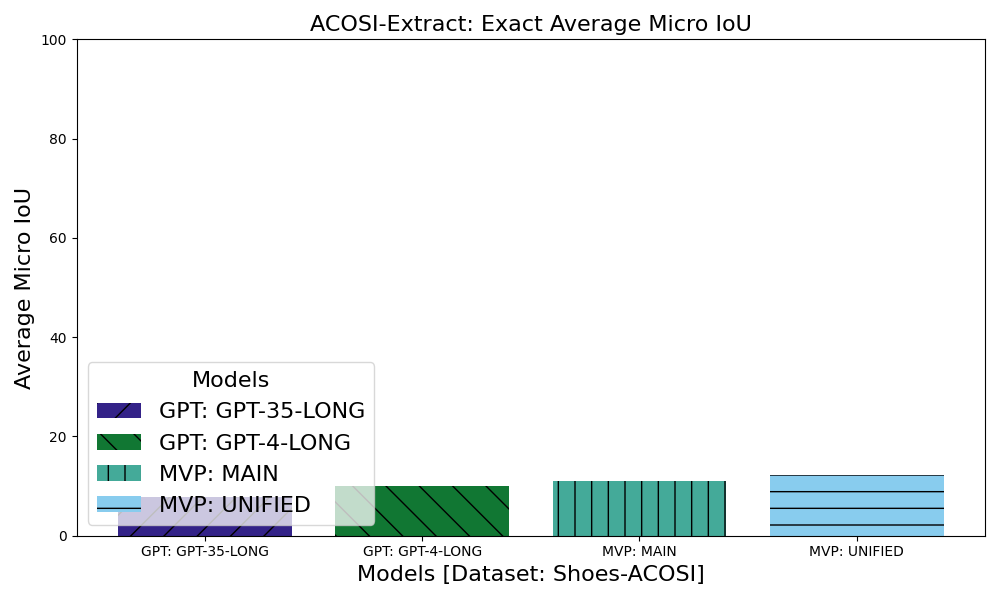 ACOSI-Extract: Exact Average Micro IoU
100
80
60
40
20
0
Average Micro IoU
Models
GPT: GPT-35-LONG
GPT: GPT-4-LONG
MVP: MAIN
MVP: UNIFIED
GPT: GPT-35-LONG
GPT: GPT-4-LONG
MVP: MAIN
MVP: UNIFIED
Models [Dataset: Shoes-ACOSI]